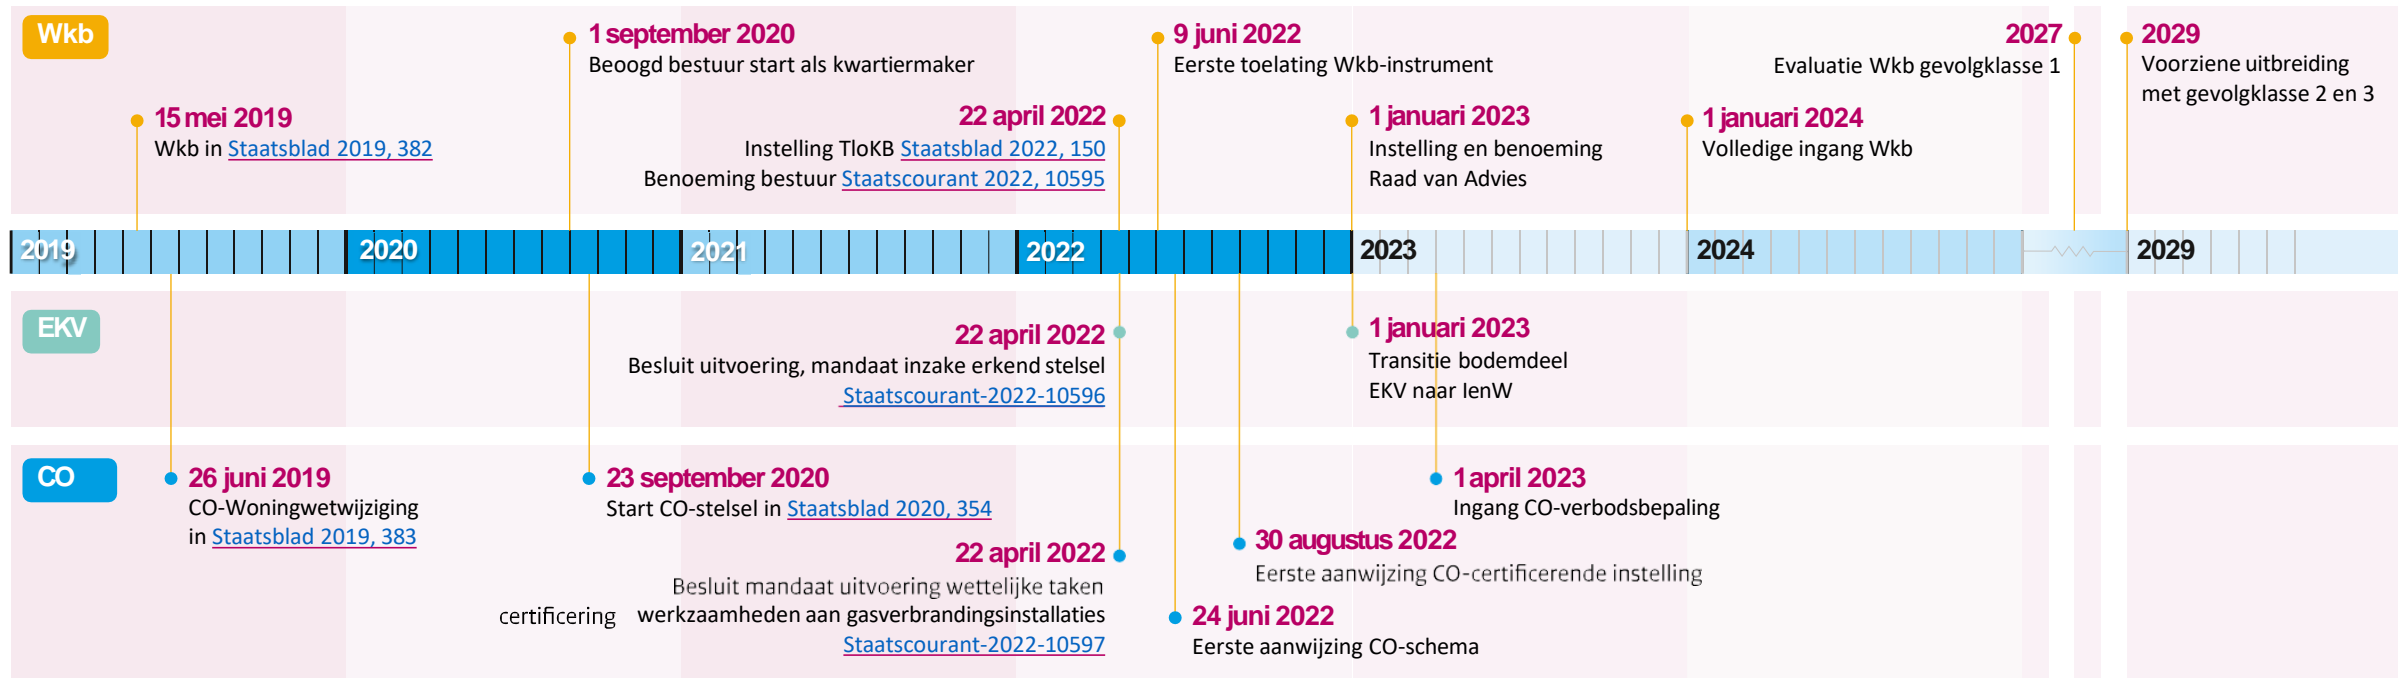 Wkb
1 september 2020
Beoogd bestuur start als kwartiermaker
9 juni 2022
Eerste toelating Wkb-instrument
2027
Evaluatie Wkb gevolgklasse 1
2029
Voorziene uitbreiding
met gevolgklasse 2 en 3
15 mei 2019
Wkb in Staatsblad 2019, 382
22 april 2022
Instelling TloKB Staatsblad 2022, 150
Benoeming bestuur Staatscourant 2022, 10595
1 januari 2023
Instelling en benoeming
Raad van Advies
1 januari 2024
Volledige ingang Wkb
2019 2020 2021 2022 2023 2024 2029
EKV
22 april 2022
Besluit uitvoering, mandaat inzake erkend stelsel
Staatscourant-2022-10596
1 januari 2023
Transitie bodemdeel
EKV naar IenW
CO
26 juni 2019
CO-Woningwetwijziging
in Staatsblad 2019, 383
23 september 2020
Start CO-stelsel in Staatsblad 2020, 354
1 april 2023
Ingang CO-verbodsbepaling
22 april 2022
Besluit mandaat uitvoering wettelijke taken
certificering werkzaamheden aan gasverbrandingsinstallaties
Staatscourant-2022-10597
30 augustus 2022
Eerste aanwijzing CO-certificerende instelling
24 juni 2022
Eerste aanwijzing CO-schema